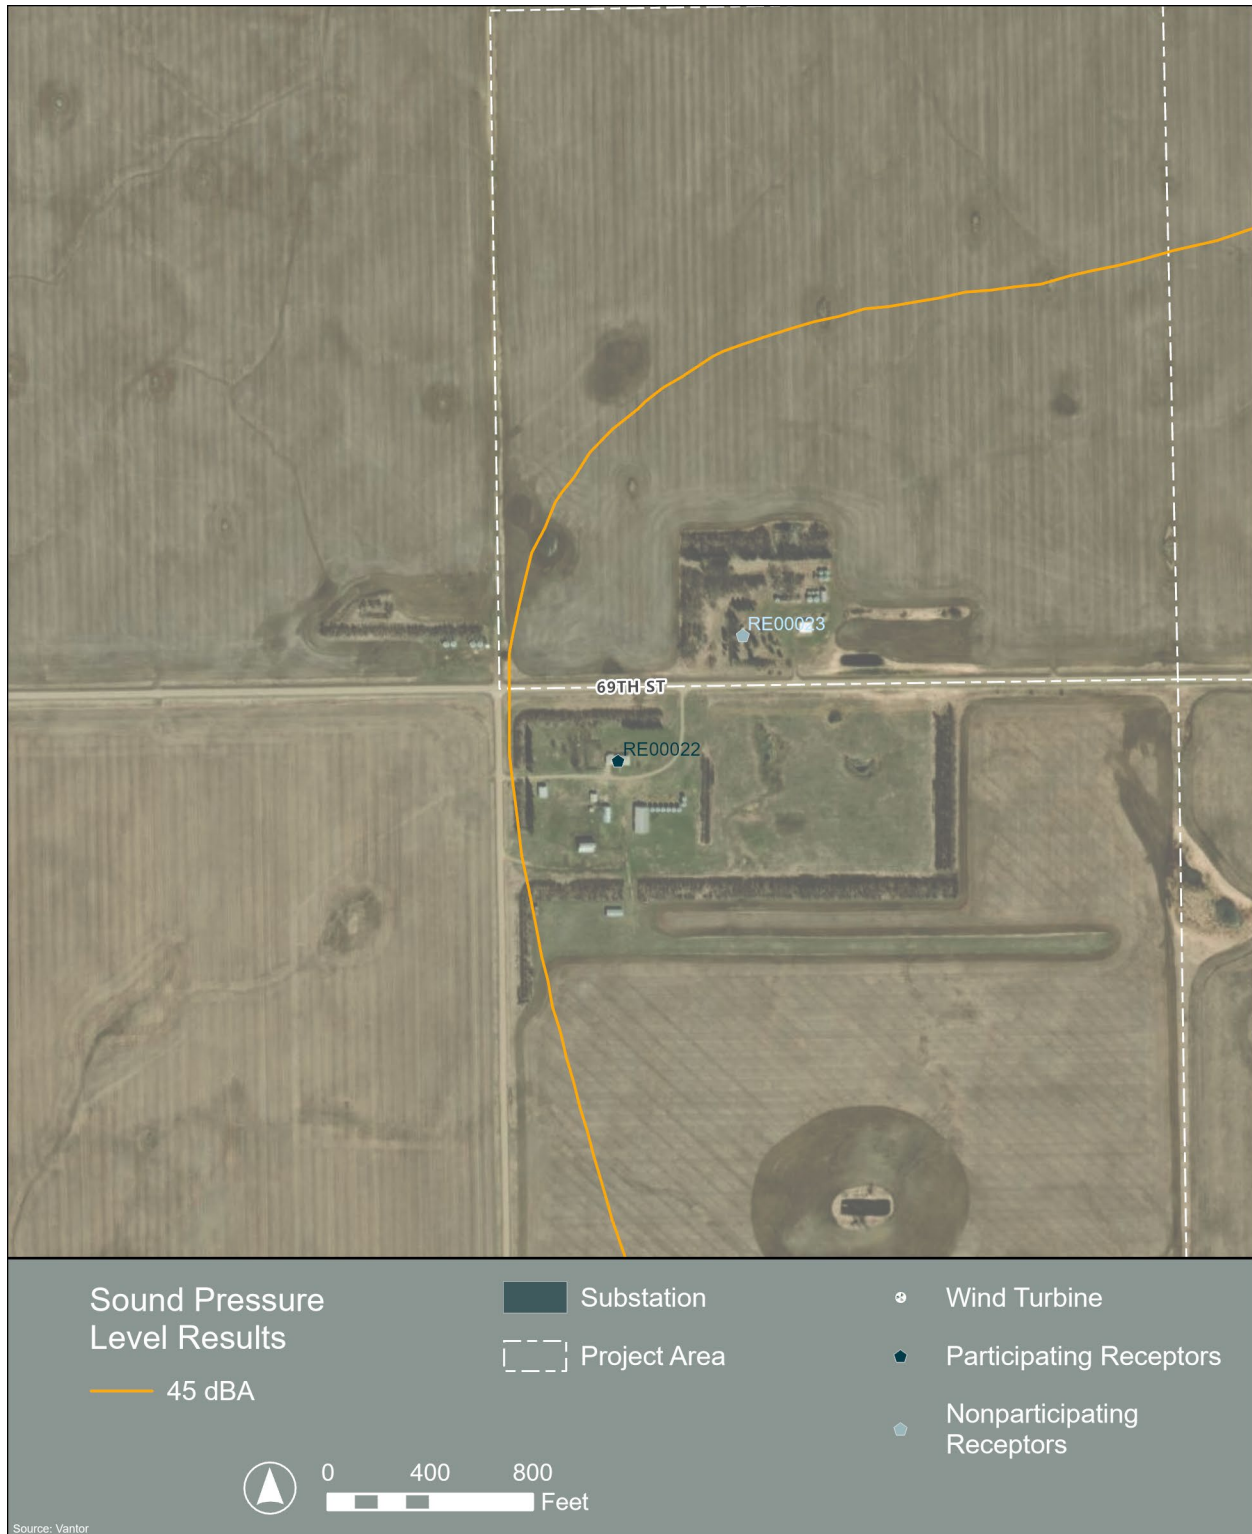 RE00023
69TH ST
RE00022
Sound Pressure
Level Results
45 dBA
Substation
Project Area
Wind Turbine
Participating Receptors
Nonparticipating
Receptors
0 400 800
Feet
Source: Vantor